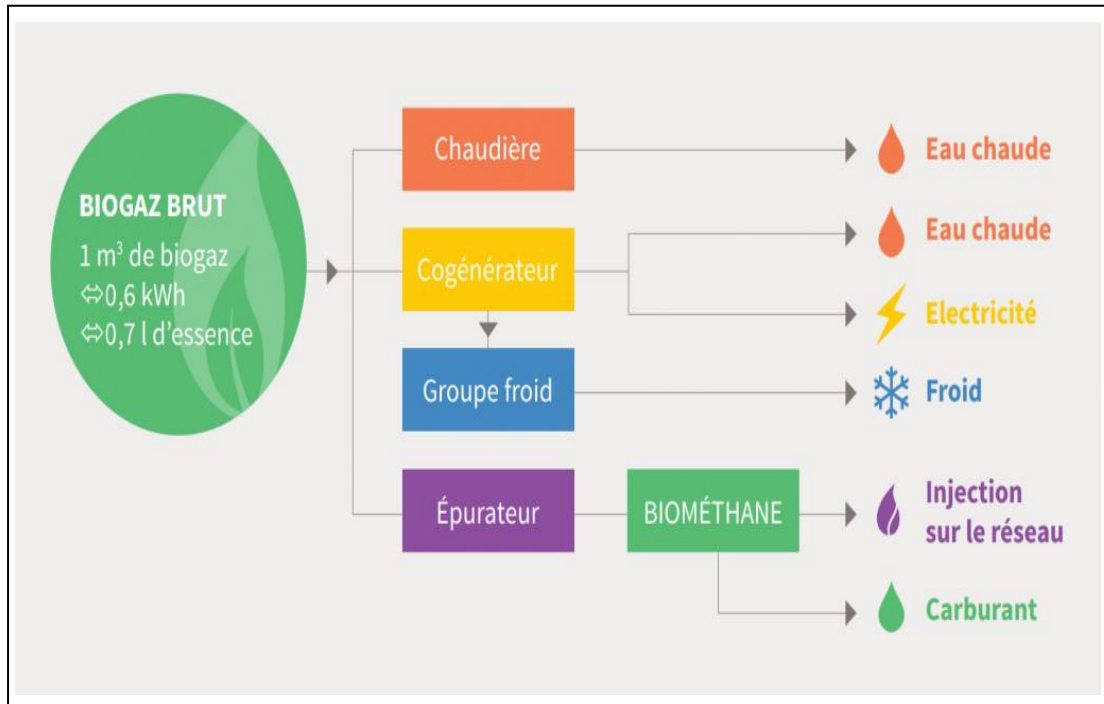 BIOGAZ BRUT
1 m³ de biogaz
⇔0,6 kWh
⇔0,7 l d’essence
Chaudière
Eau chaude
Cogénérateur
Eau chaude
Electricité
Groupe froid
Froid
Épurateur
BIOMÉTHANE
Injection
sur le réseau
Carburant